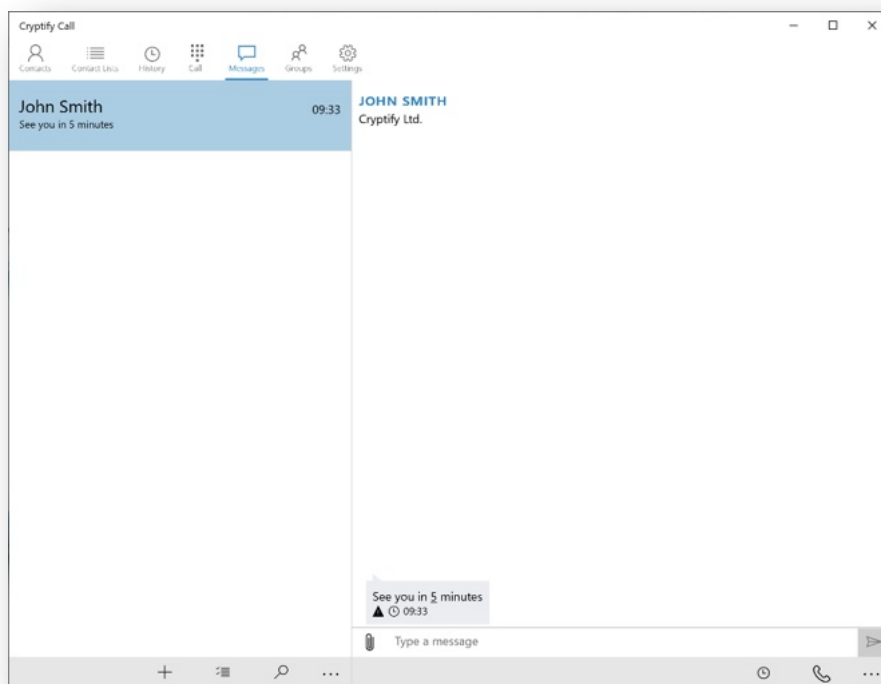 Cryptify Call
Contacts
Contact Lists
History
Call
Messages
Groups
Settings
John Smith
09:33
See you in 5 minutes
JOHN SMITH
Cryptify Ltd.
See you in 5 minutes
09:33
Type a message